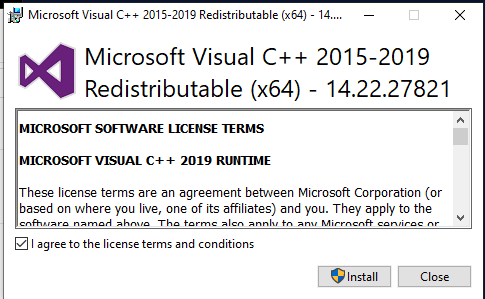 Microsoft Visual C++ 2015-2019 Redistributable (x64) - 14....
Microsoft Visual C++ 2015-2019
Redistributable (x64) - 14.22.27821
MICROSOFT SOFTWARE LICENSE TERMS
MICROSOFT VISUAL C++ 2019 RUNTIME
These license terms are an agreement between Microsoft Corporation (or
based on where you live, one of its affiliates) and you. They apply to the
software named above. The terms also apply to any Microsoft services or
I agree to the license terms and conditions
Install
Close